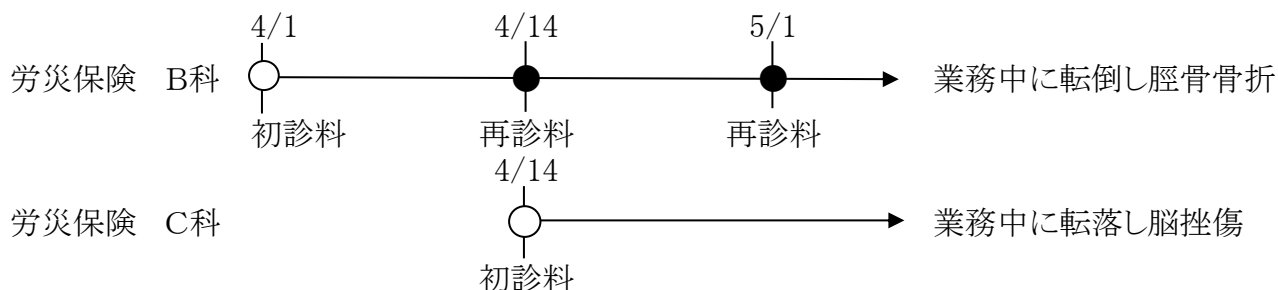 4/1 4/14 5/1
労災保険 B科 業務中に転倒し脛骨骨折
初診料 再診料 再診料
4/14
労災保険 C科 業務中に転落し脳挫傷
初診料